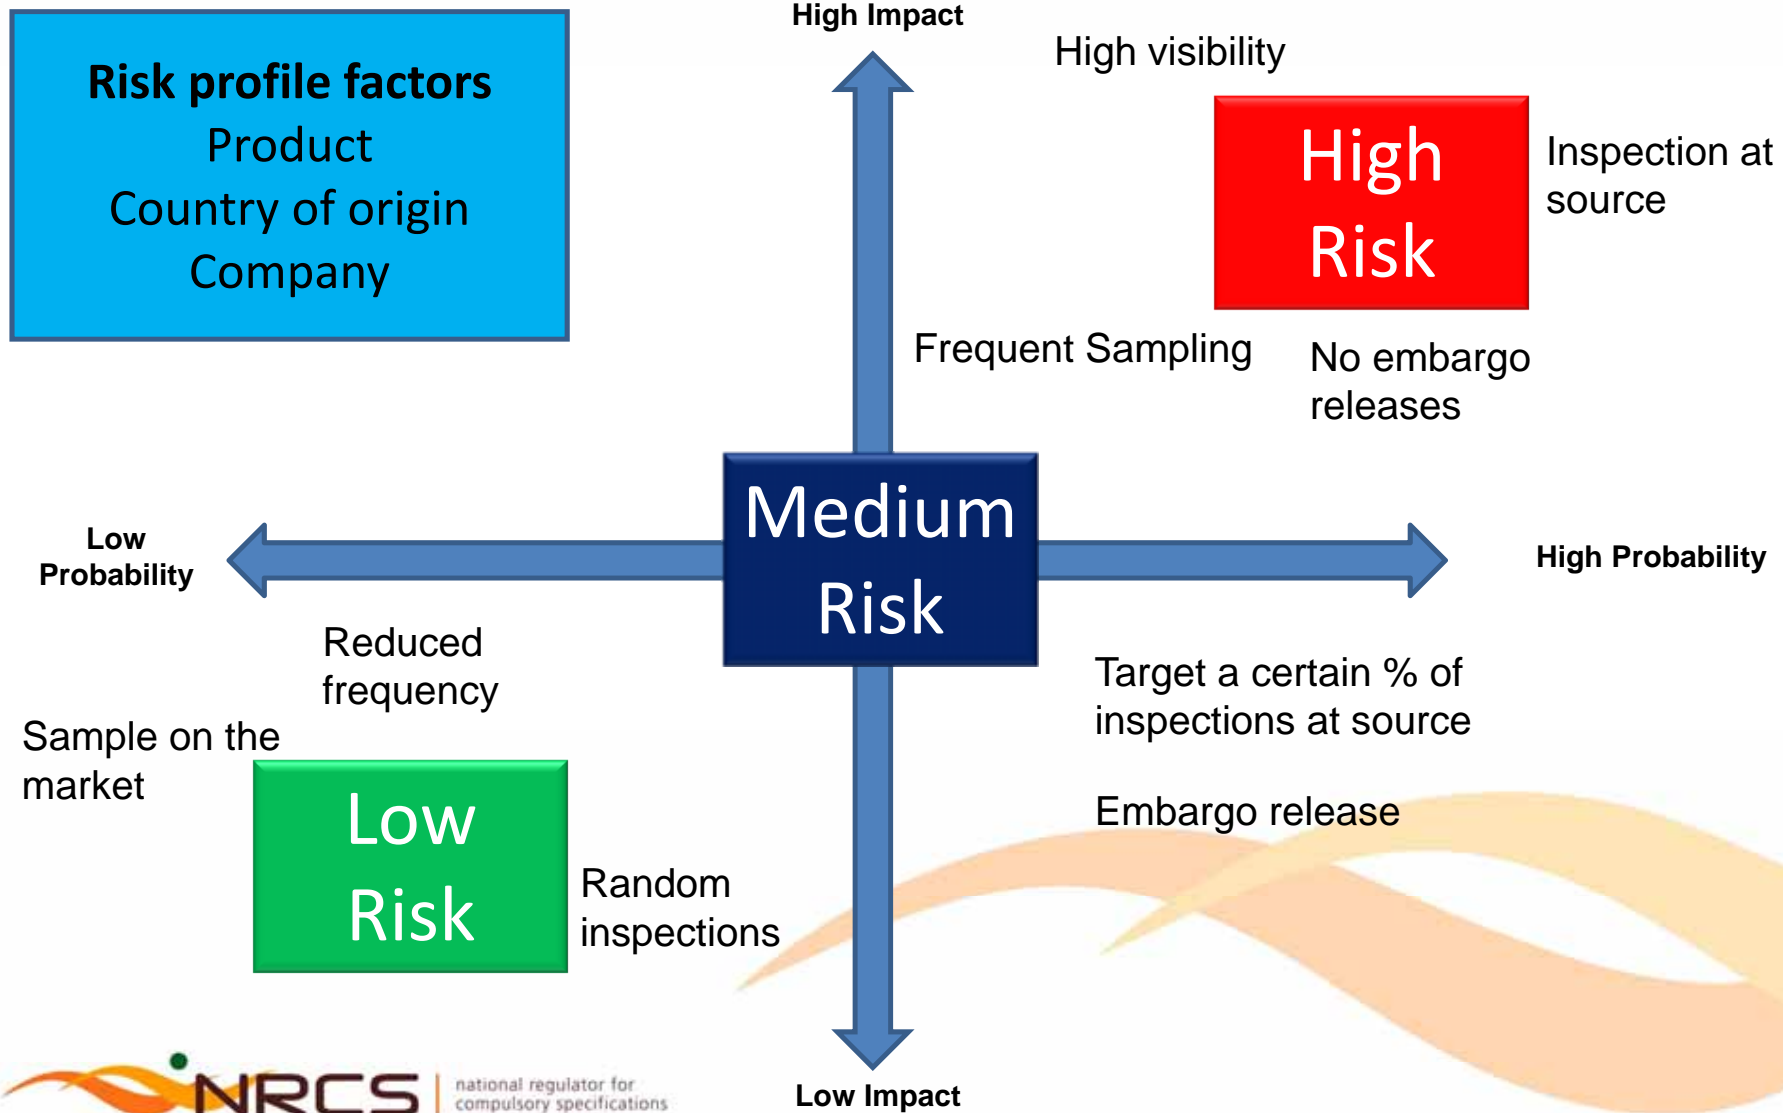 High Impact
Risk profile factors
Product
Country of origin
Company
High visibility
High
Risk
Inspection at
source
Frequent Sampling
No embargo
releases
Medium
Risk
Low
Probability
High Probability
Reduced
frequency
Target a certain % of
inspections at source
Sample on the
market
Embargo release
Low
Risk
Random
inspections
NRCS
national regulator for
compulsory specifications
Low Impact